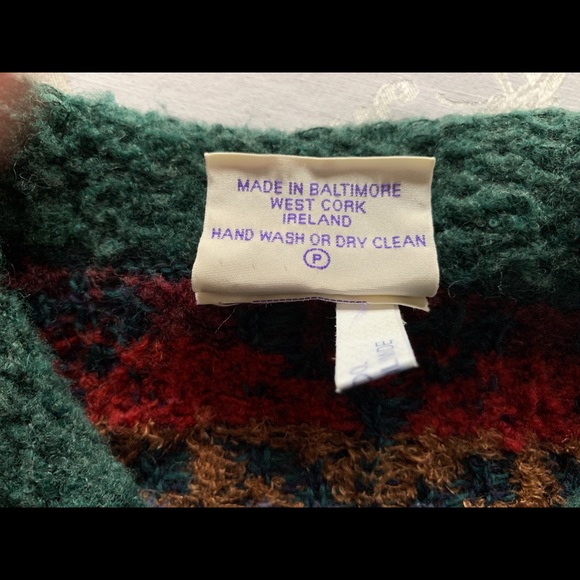 MADE IN BALTIMORE
WEST CORK
IRELAND
HAND WASH OR DRY CLEAN
P